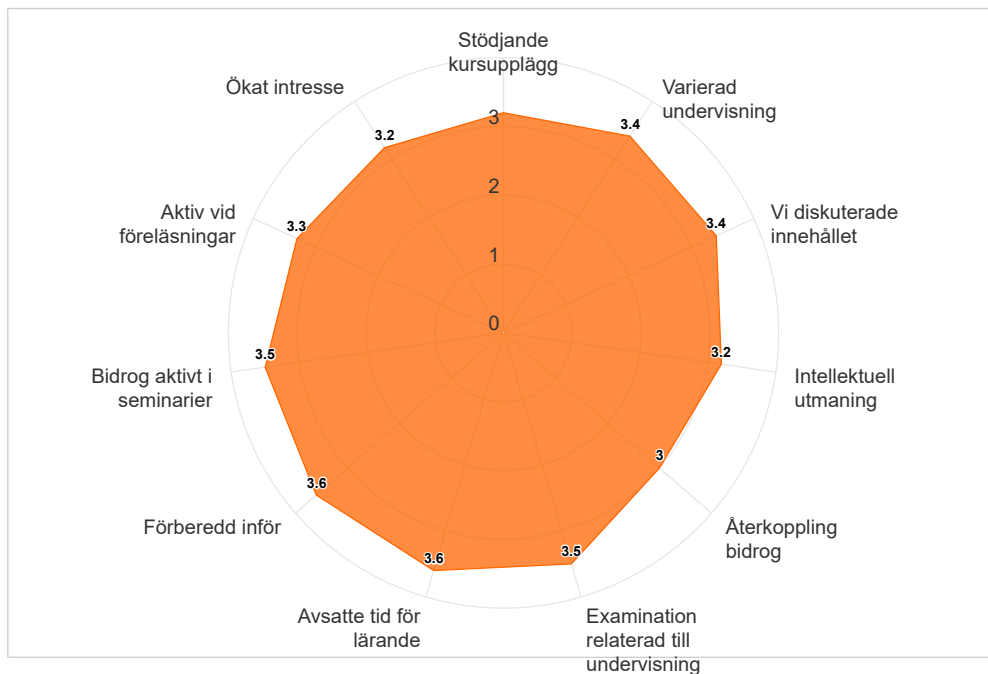 Stödjande
kursupplägg
Ökat intresse
Varierad
undervisning
3
3.4
3.2
2
Aktiv vid
föreläsningar
3.3
3.4
Vi diskuterade
innehållet
1
0
Bidrog aktivt i
seminarier
3.5
3.2
Intellektuell
utmaning
3
3.6
Förberedd inför
Återkoppling
bidrog
3.6
3.5
Avsatte tid för
lärande
Examination
relaterad till
undervisning